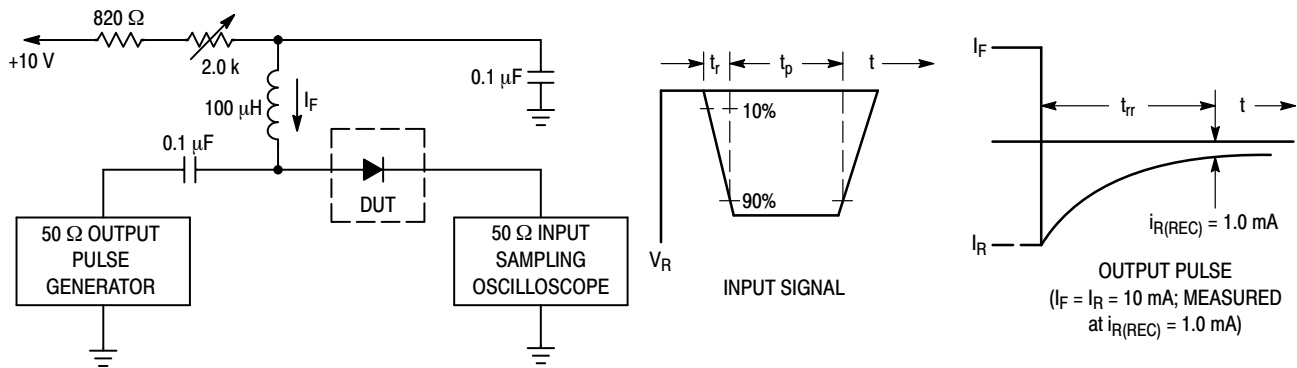 820 Ω
+10 V
2.0 k
100 μH
I_F
0.1 μF
0.1 μF
DUT
50 Ω OUTPUT
PULSE
GENERATOR
50 Ω INPUT
SAMPLING
OSCILLOSCOPE
t_r
t_p
t
10%
90%
V_R
INPUT SIGNAL
I_F
t_rr
t
I_R
i_R(REC) = 1.0 mA
OUTPUT PULSE
(I_F = I_R = 10 mA; MEASURED
at i_R(REC) = 1.0 mA)